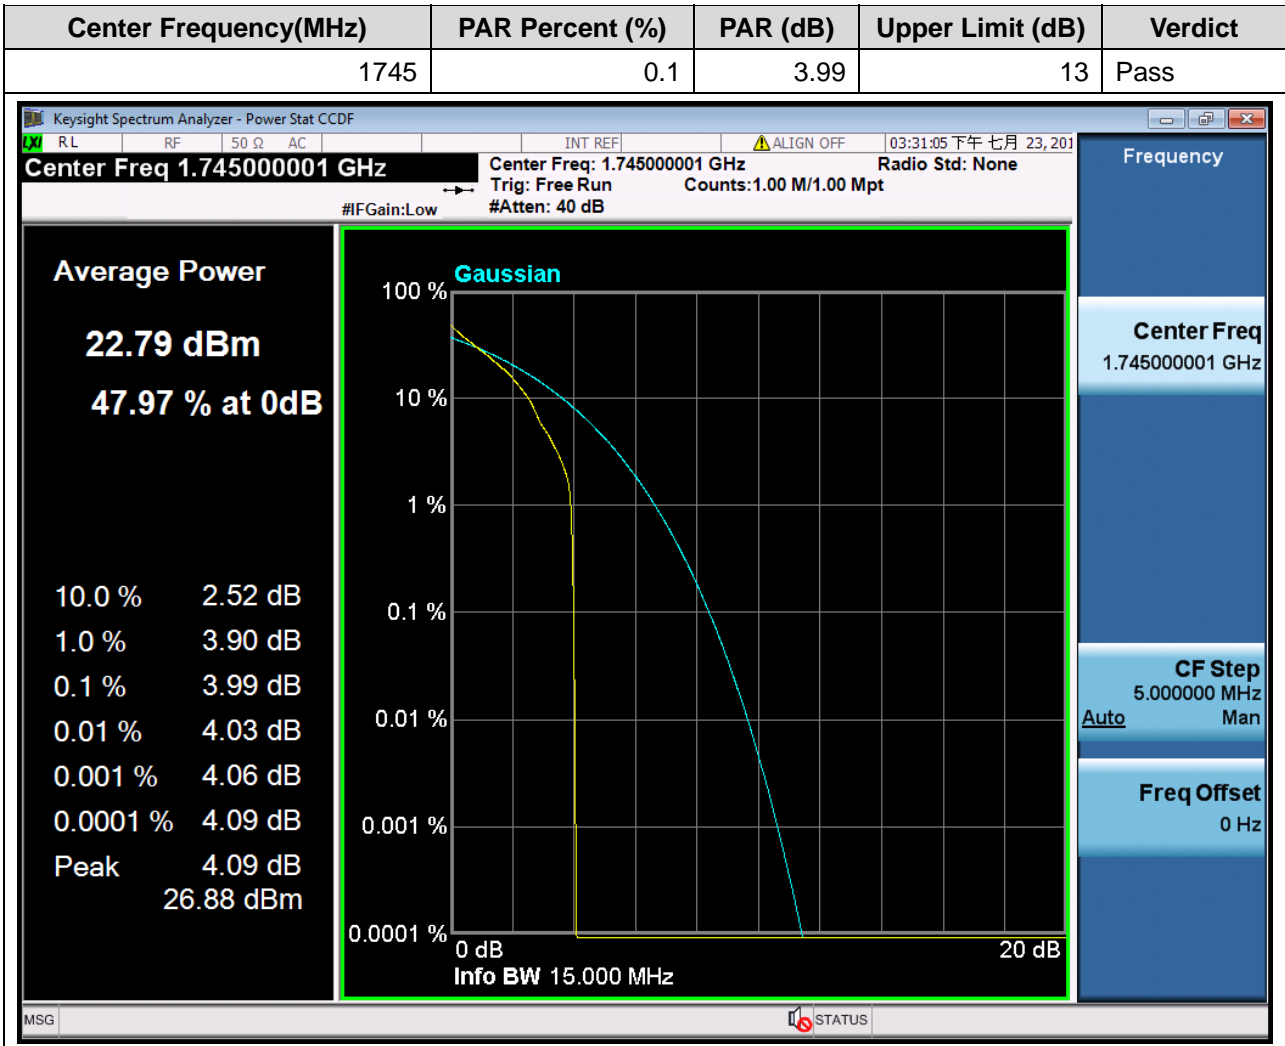 Center Frequency(MHz) PAR Percent (%) PAR (dB) Upper Limit (dB) Verdict
1745 0.1 3.99 13 Pass
Keysight Spectrum Analyzer - Power Stat CCDF
LXI RL RF 50 Ω AC INT REF ALIGN OFF 03:31:05 下午 七月 23, 201
Center Freq 1.745000001 GHz
Center Freq: 1.745000001 GHz Radio Std: None
Trig: Free Run Counts:1.00 M/1.00 Mpt
#IFGain:Low #Atten: 40 dB
Average Power
22.79 dBm
47.97 % at 0dB
10.0 % 2.52 dB
1.0 % 3.90 dB
0.1 % 3.99 dB
0.01 % 4.03 dB
0.001 % 4.06 dB
0.0001 % 4.09 dB
Peak 4.09 dB
26.88 dBm
Gaussian
100 %
10 %
1 %
0.1 %
0.01 %
0.001 %
0.0001 %
0 dB 20 dB
Info BW 15.000 MHz
Frequency
Center Freq
1.745000001 GHz
CF Step
5.000000 MHz
Auto Man
Freq Offset
0 Hz
MSG STATUS